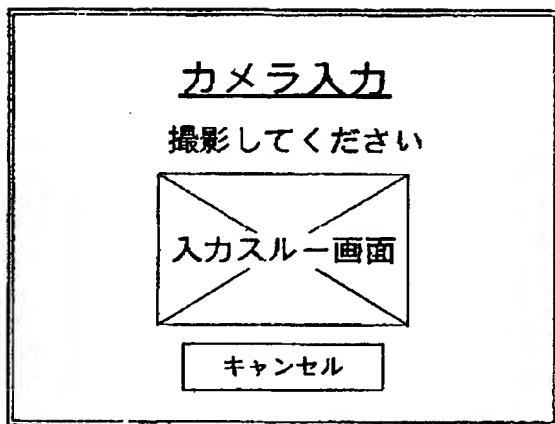 カメラ入力
撮影してください
入力スルー画面
キャンセル